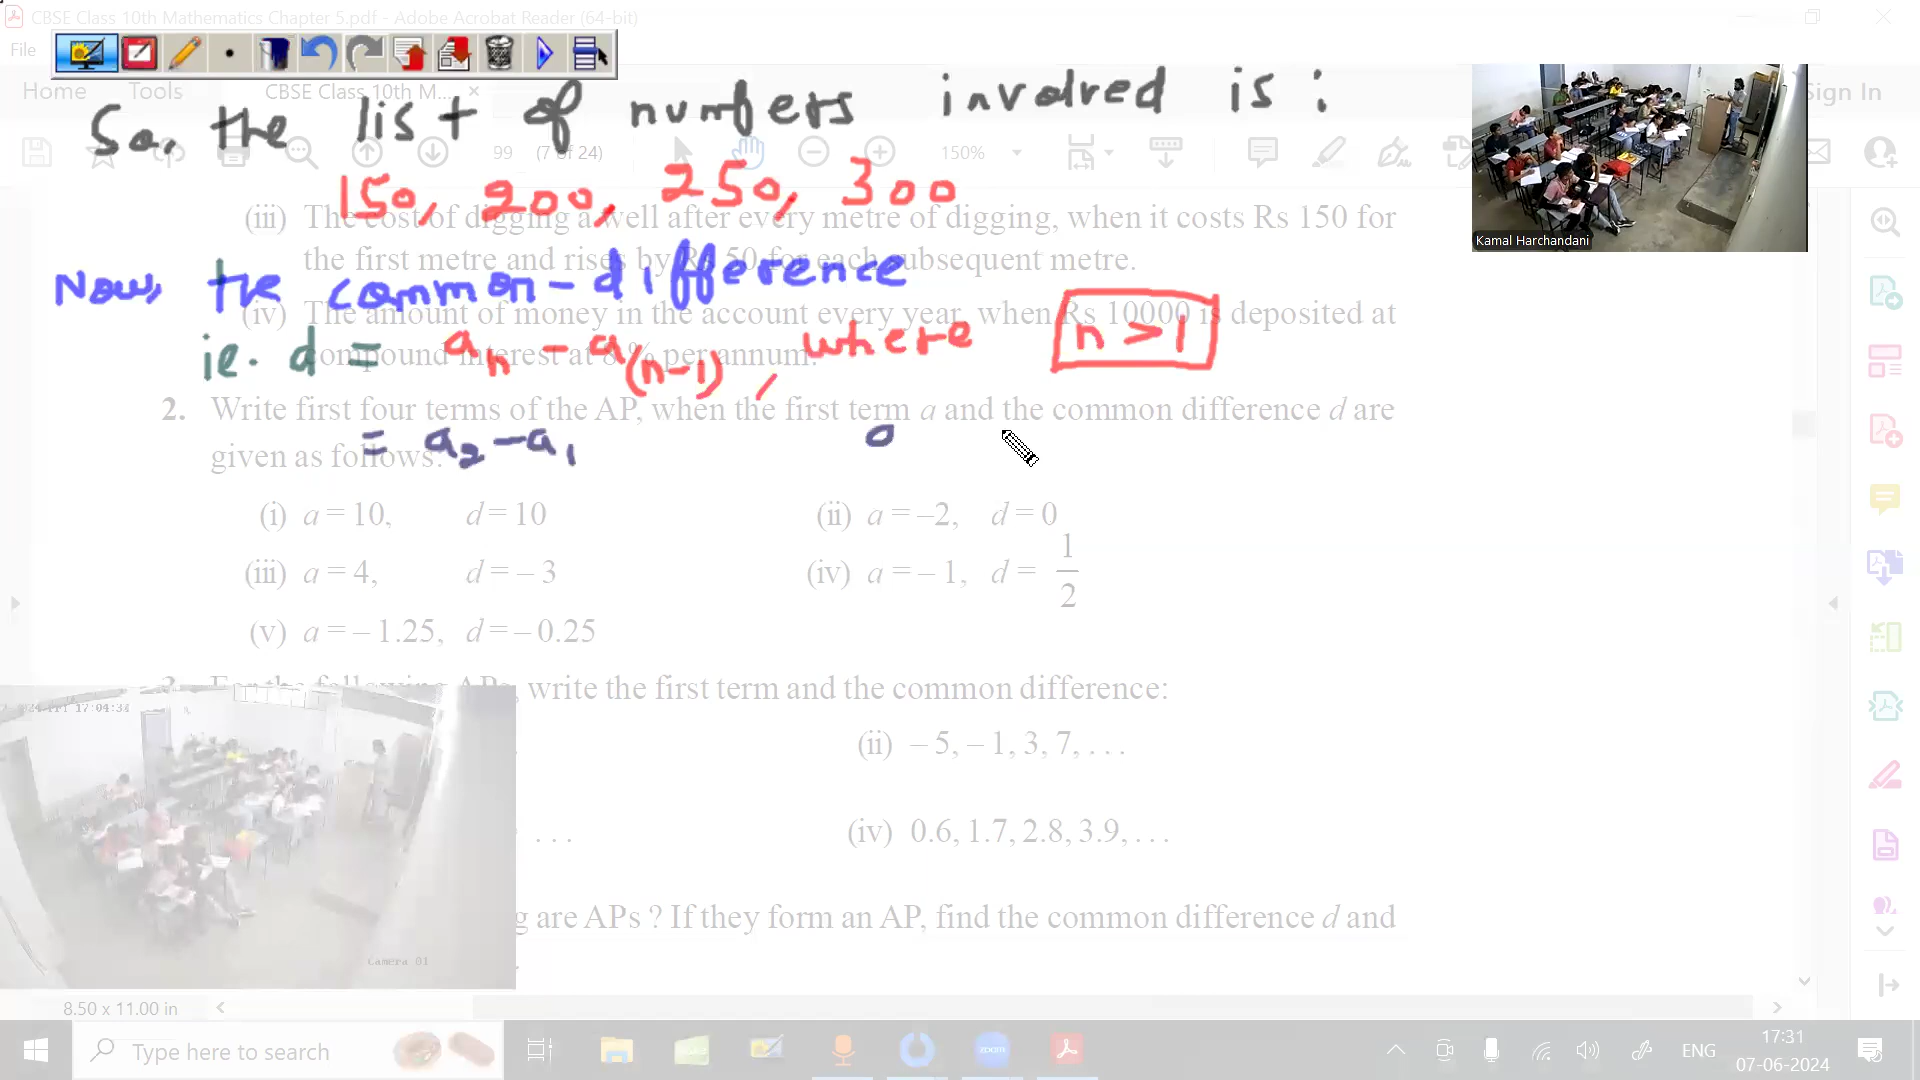 CBSE Class 10th Mathematics Chapter 5.pdf - Adobe Acrobat Reader (64-bit)
File
Home Tools CBSE Class 10th M... × Sign In
So, the list of numbers involved is :
99 (7 of 24) 150%
150, 200, 250, 300
(iii) The cost of digging a well after every metre of digging, when it costs Rs 150 for
the first metre and rises by Rs 50 for each subsequent metre.
Kamal Harchandani
Now, the common-difference
(iv) The amount of money in the account every year, when Rs 10000 is deposited at
compound interest at 8 % per annum.
ie. d = an - a(n-1), where n > 1
2. Write first four terms of the AP, when the first term a and the common difference d are
given as follows:
= a2 - a1
(i) a = 10, d = 10 (ii) a = –2, d = 0
(iii) a = 4, d = – 3 (iv) a = – 1, d = 1/2
(v) a = – 1.25, d = – 0.25
write the first term and the common difference:
17:04:34
(ii) – 5, – 1, 3, 7, . . .
. . . (iv) 0.6, 1.7, 2.8, 3.9, . . .
g are APs ? If they form an AP, find the common difference d and
Camera 01
8.50 x 11.00 in
Type here to search zoom ENG 17:31
07-06-2024